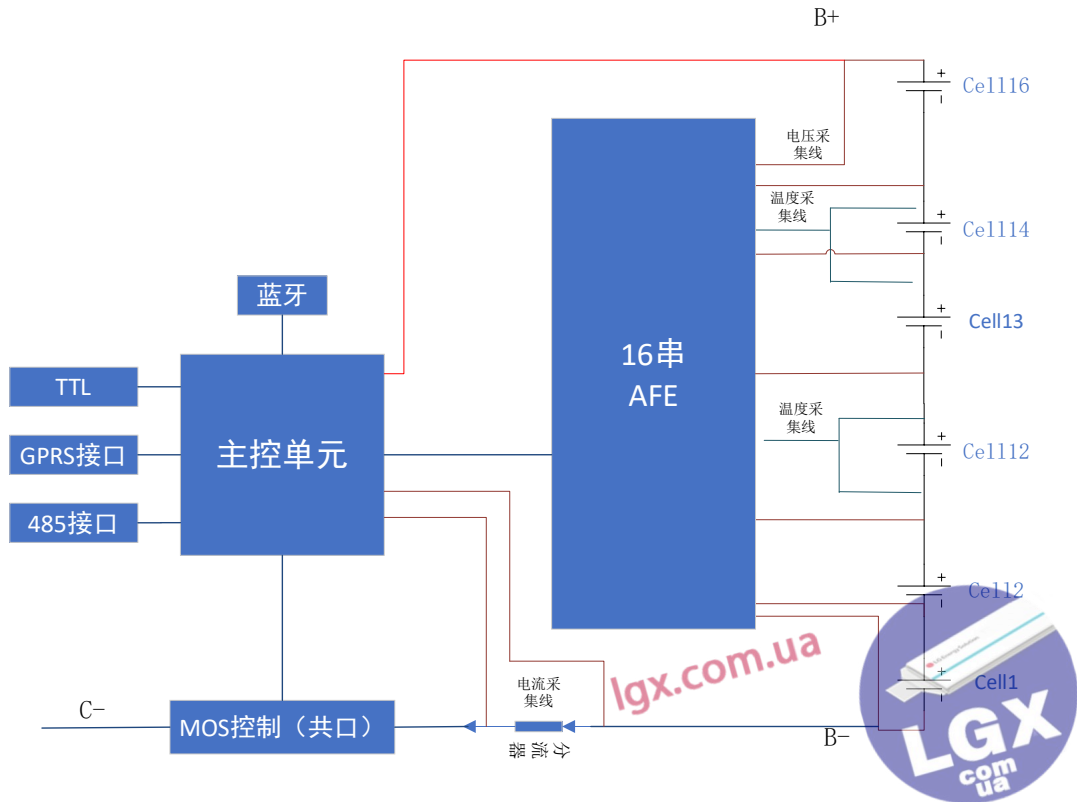 B+
Cell16
电压采
集线
温度采
集线
Cell14
蓝牙
Cell13
16串
AFE
TTL
温度采
集线
GPRS接口
主控单元
Cell12
485接口
Cell2
lgx.com.ua
电流采
集线
Cell1
C-
MOS控制（共口）
分流
器
B-
LG Energy Solution
LGX
com
ua
+
-
+
-
+
-
+
-
+
-
+
-